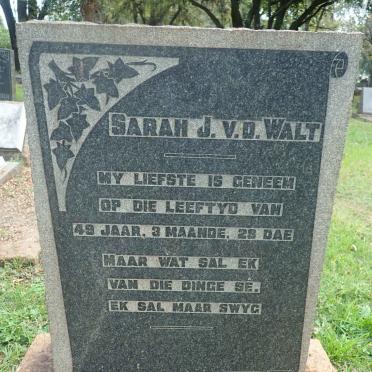 SARAH J. V.D. WALT
MY LIEFSTE IS GENEEM
OP DIE LEEFTYD VAN
49 JAAR, 3 MAANDE, 28 DAE
MAAR WAT SAL EK
VAN DIE DINGE SE.
EK SAL MAAR SWYG